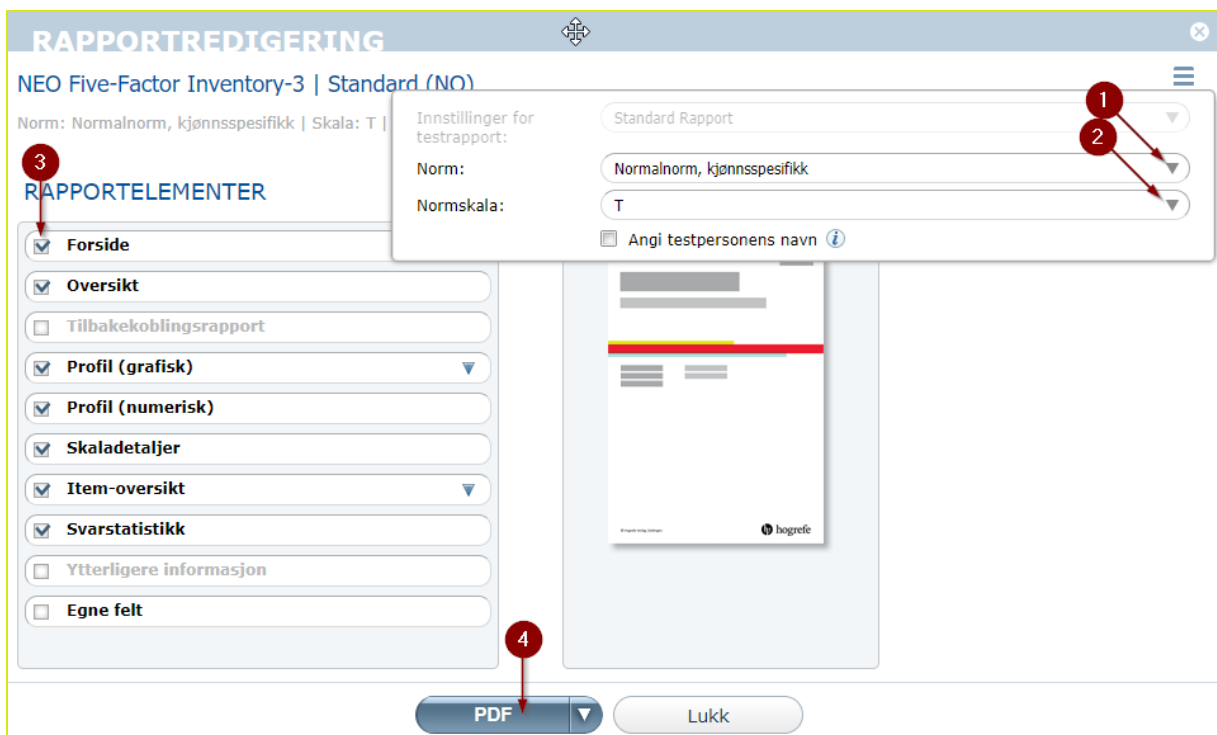 RAPPORTREDIGERING
NEO Five-Factor Inventory-3 | Standard (NO)
Norm: Normalnorm, kjønnsspesifikk | Skala: T |
Innstillinger for testrapport:
Standard Rapport
1
2
Norm:
Normalnorm, kjønnsspesifikk
Normskala:
T
Angi testpersonens navn i
3
RAPPORTELEMENTER
Forside
Oversikt
Tilbakekoblingsrapport
Profil (grafisk)
Profil (numerisk)
Skaladetaljer
Item-oversikt
Svarstatistikk
Ytterligere informasjon
Egne felt
hogrefe
4
PDF
Lukk